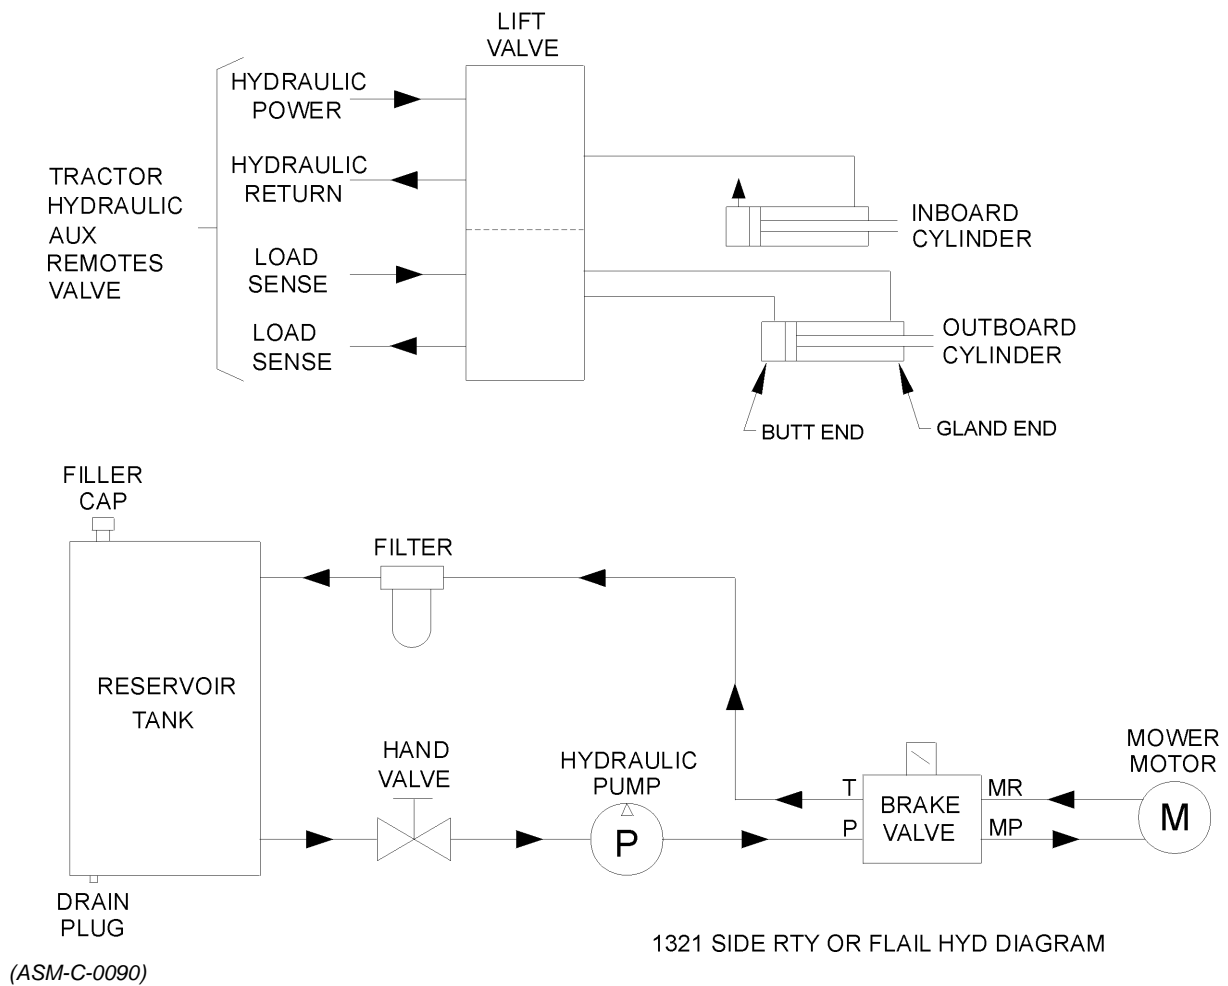 LIFT
VALVE
HYDRAULIC
POWER
HYDRAULIC
RETURN
TRACTOR
HYDRAULIC
AUX
REMOTES
VALVE
LOAD
SENSE
LOAD
SENSE
INBOARD
CYLINDER
OUTBOARD
CYLINDER
BUTT END
GLAND END
FILLER
CAP
FILTER
RESERVOIR
TANK
HAND
VALVE
HYDRAULIC
PUMP
P
T
P
BRAKE
VALVE
MR
MP
MOWER
MOTOR
M
DRAIN
PLUG
1321 SIDE RTY OR FLAIL HYD DIAGRAM
(ASM-C-0090)